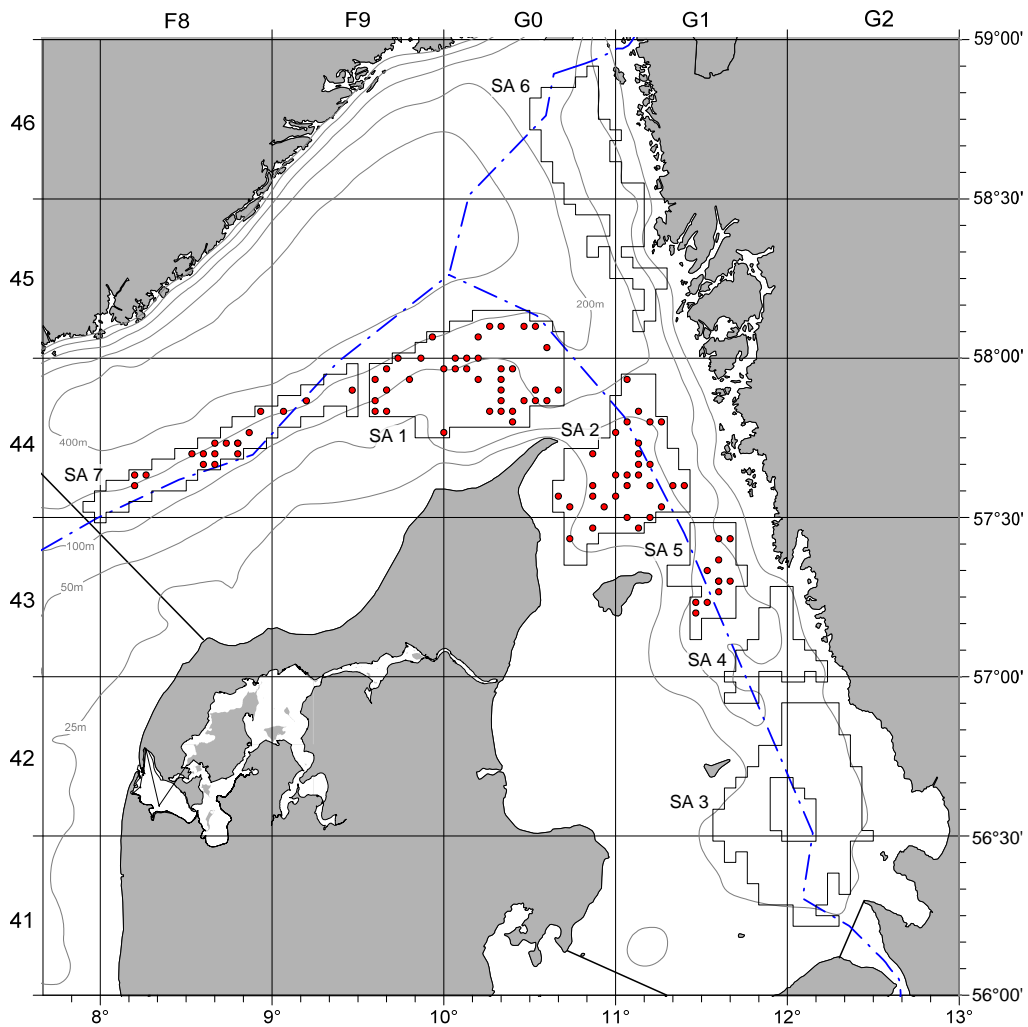 F8 F9 G0 G1 G2
59°00'
SA 6
46
58°30'
45
200m
58°00'
400m
44
SA 1
SA 2
SA 7
57°30'
100m
SA 5
50m
43
SA 4
57°00'
25m
42
SA 3
56°30'
41
56°00'
8° 9° 10° 11° 12° 13°